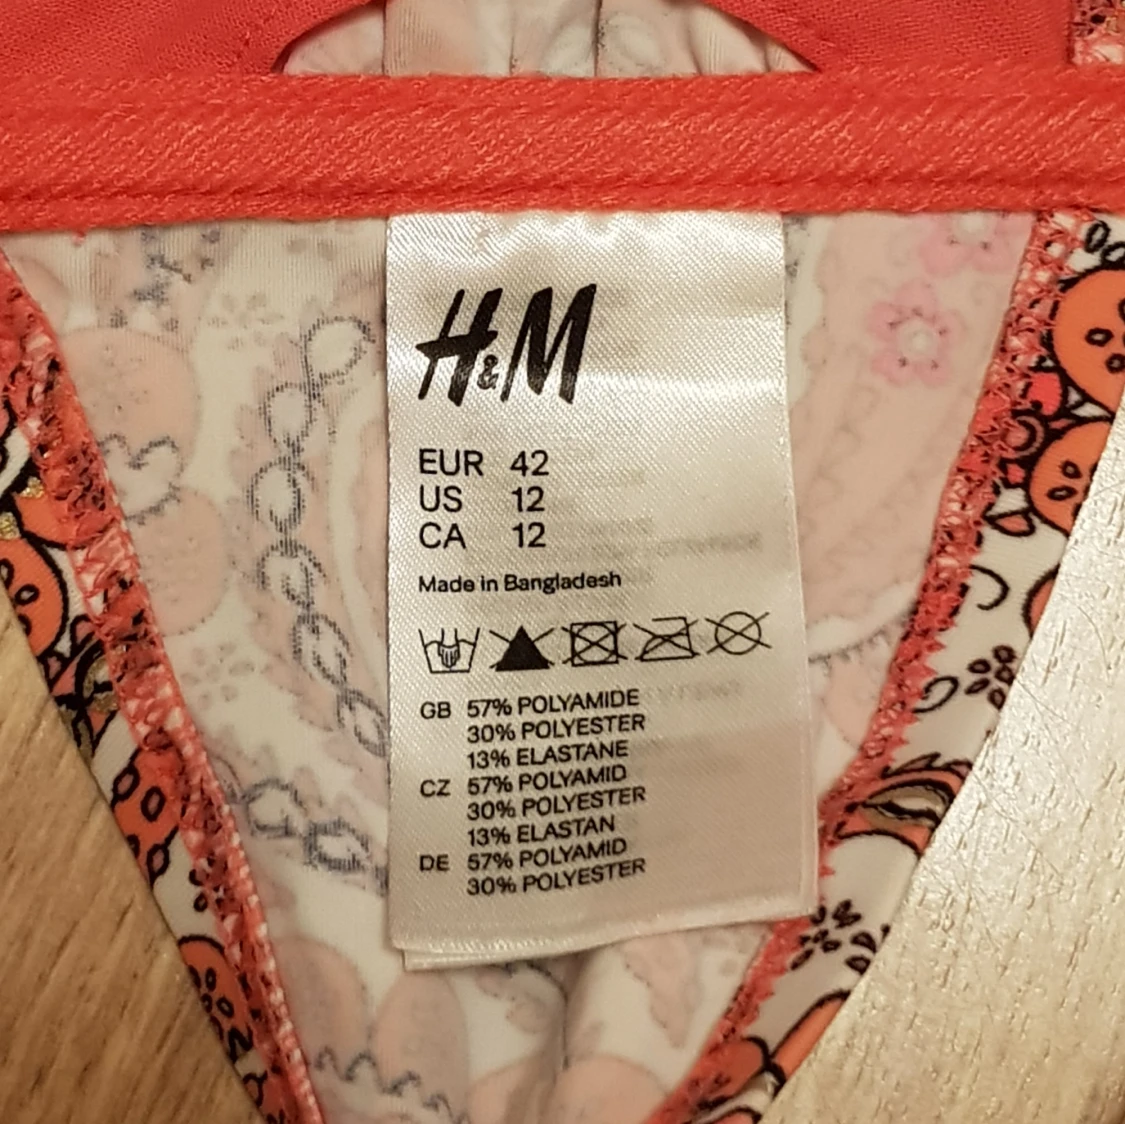 H&M
EUR 42
US 12
CA 12
Made in Bangladesh
GB 57% POLYAMIDE
30% POLYESTER
13% ELASTANE
CZ 57% POLYAMID
30% POLYESTER
13% ELASTAN
DE 57% POLYAMID
30% POLYESTER